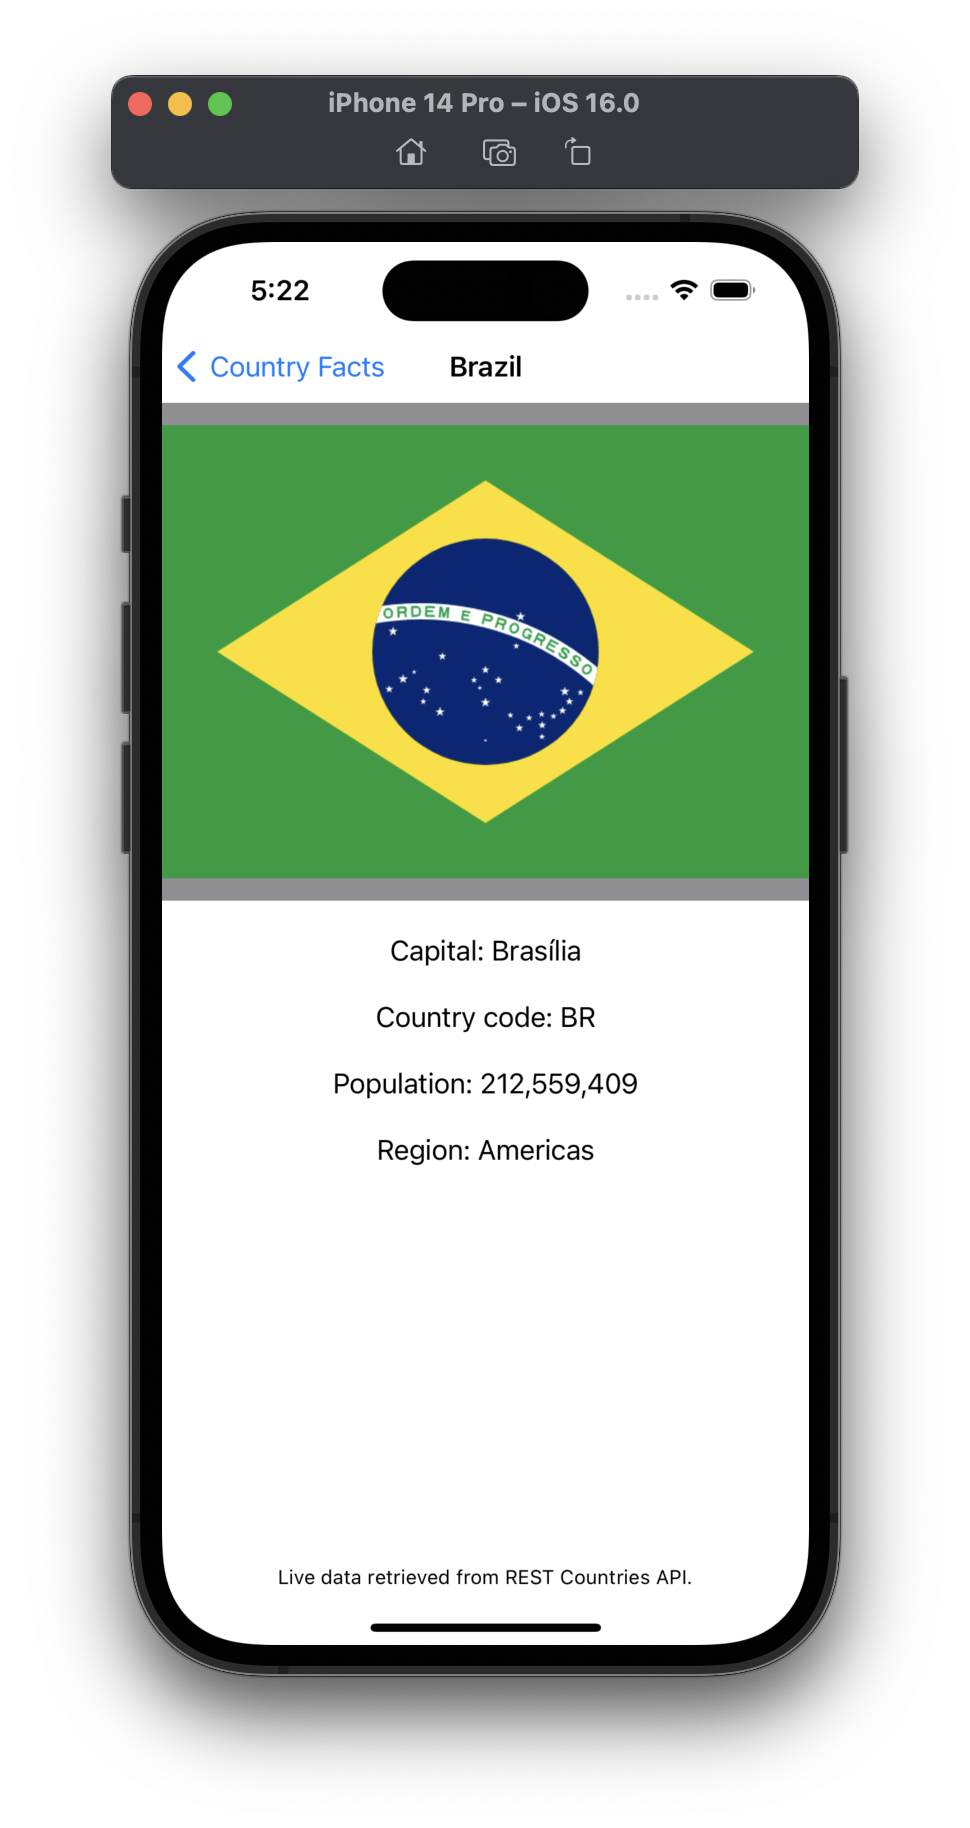 iPhone 14 Pro – iOS 16.0
5:22
Country Facts
Brazil
ORDEM E PROGRESSO
Capital: Brasília
Country code: BR
Population: 212,559,409
Region: Americas
Live data retrieved from REST Countries API.